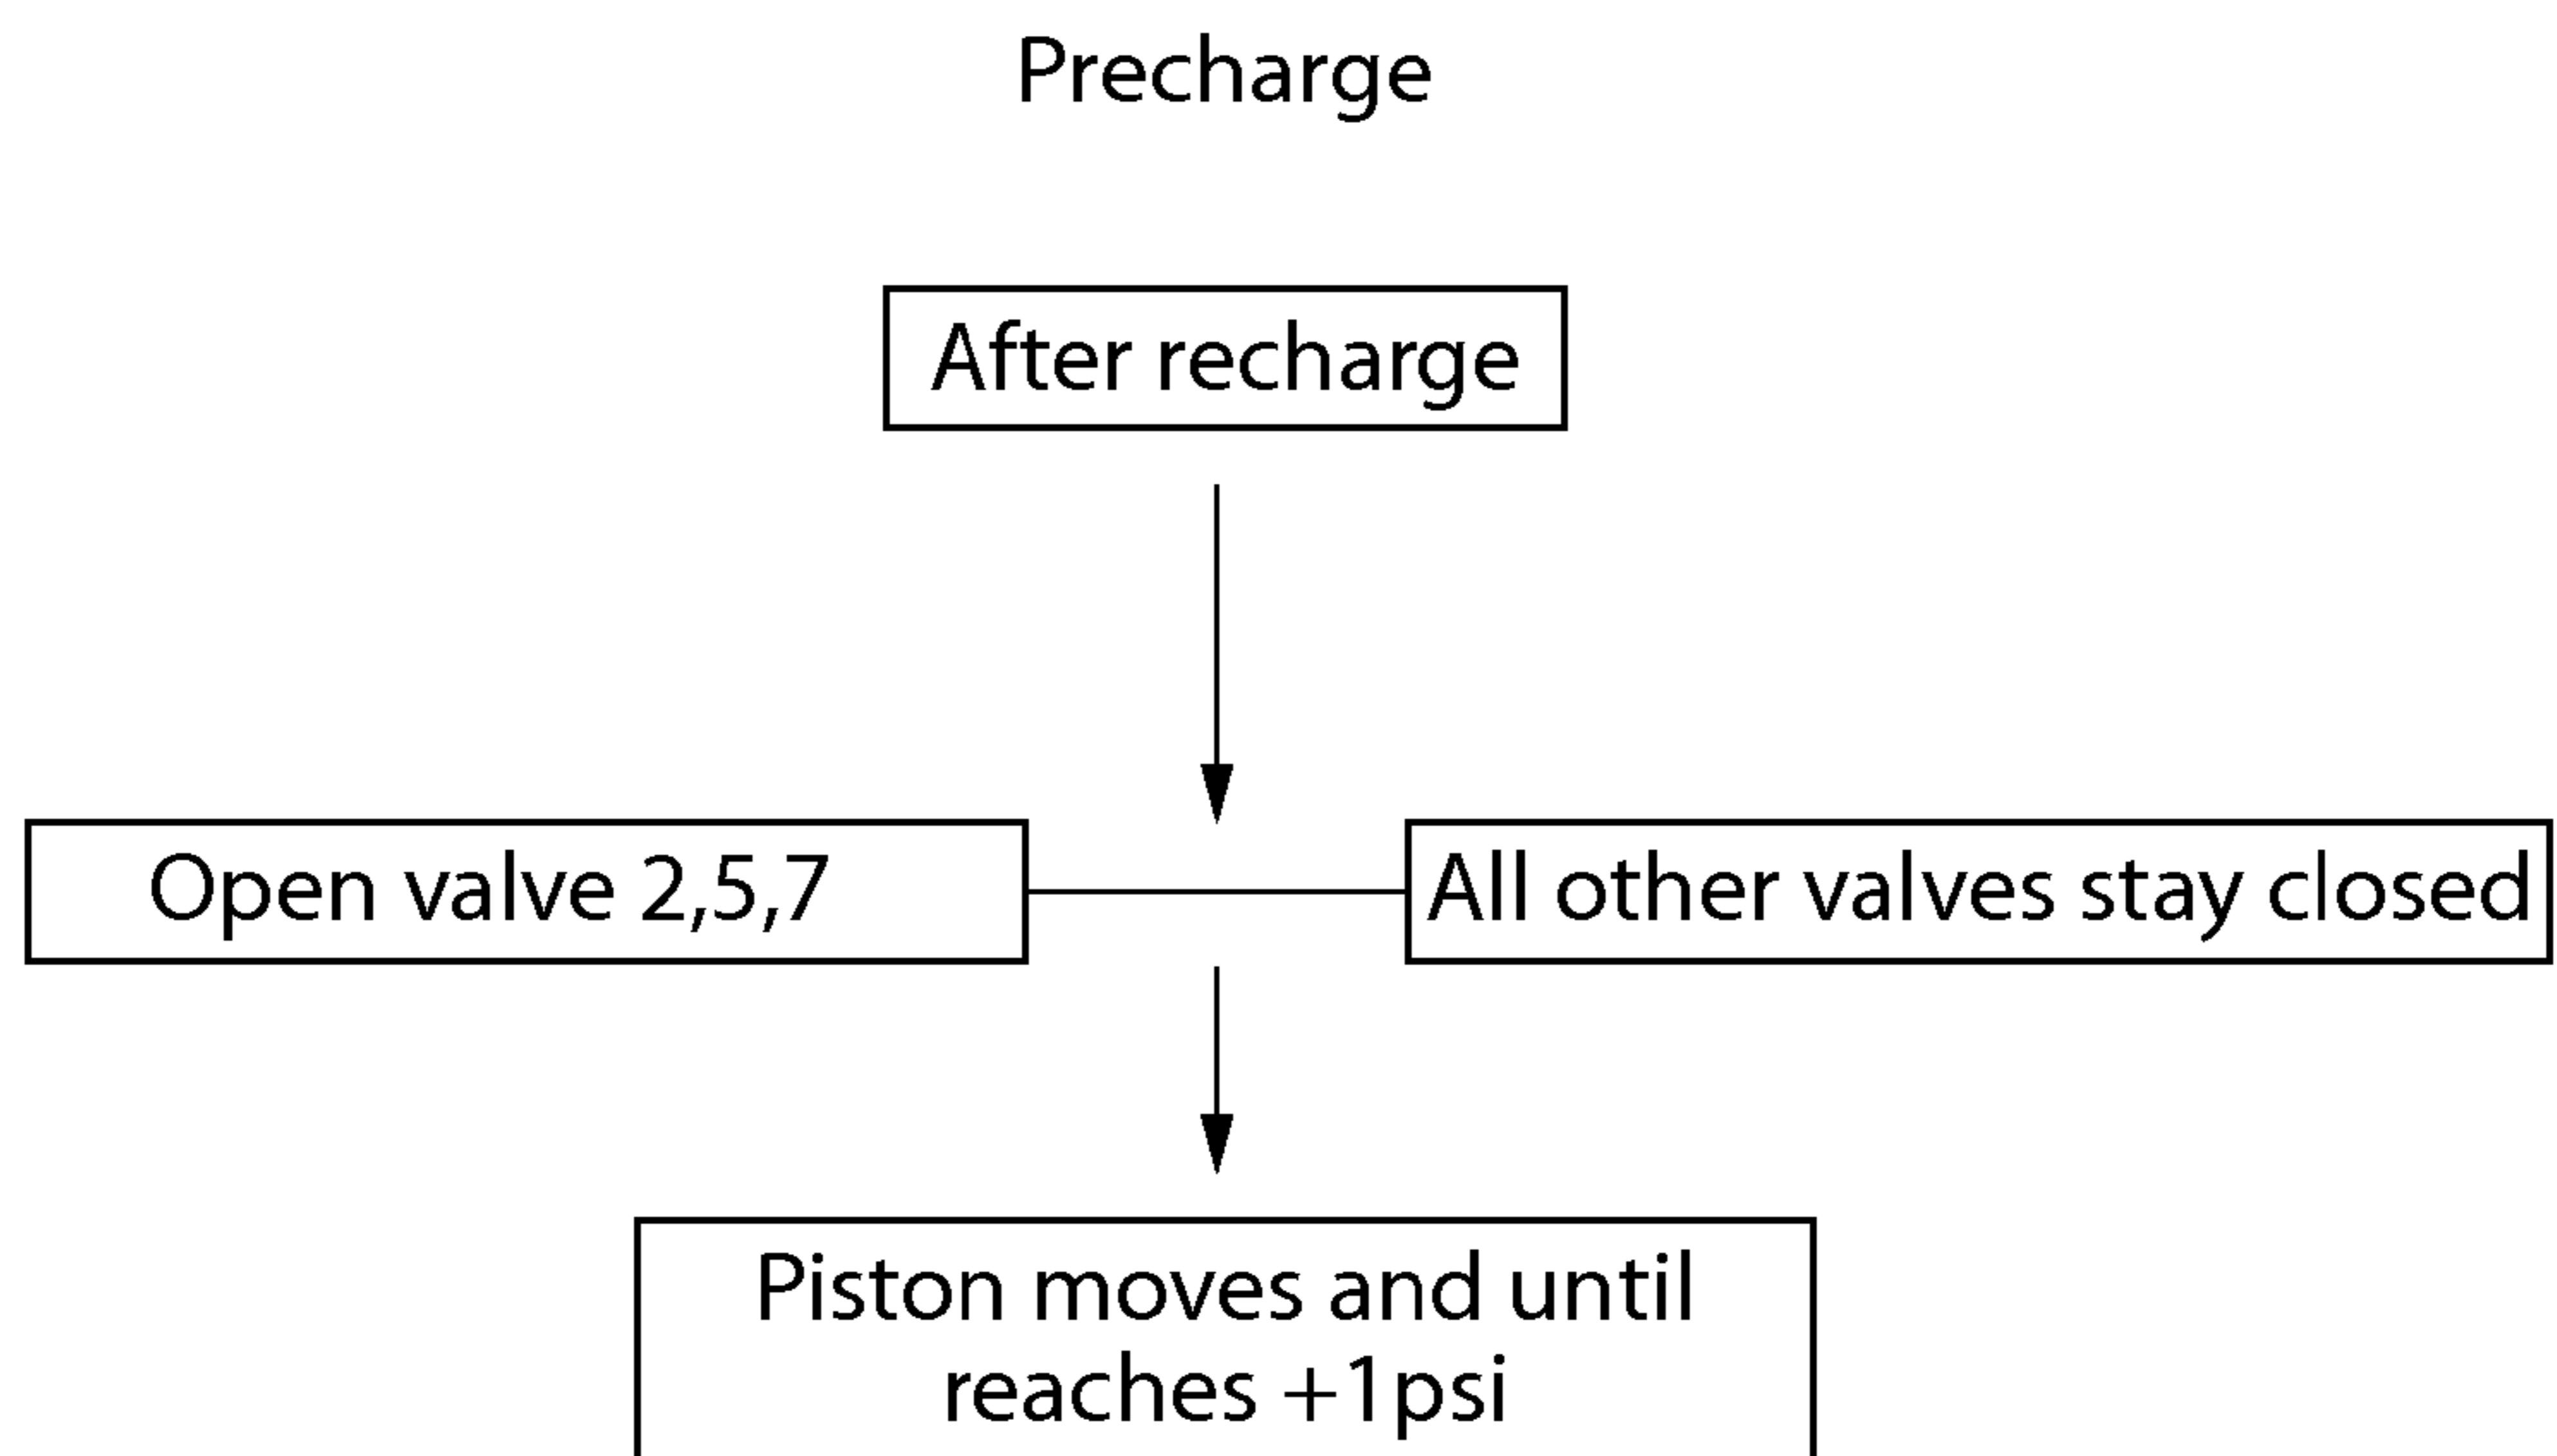 Precharge
After recharge
Open valve 2,5,7
All other valves stay closed
Piston moves and until
reaches +1psi